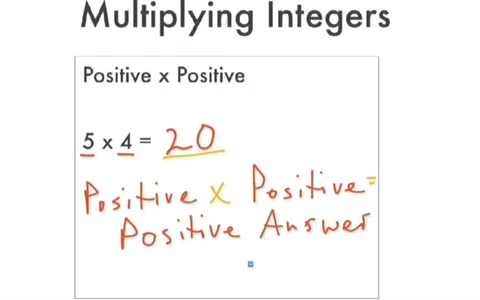 Multiplying Integers
Positive x Positive
5 x 4 = 20
Positive x Positive =
Positive Answer